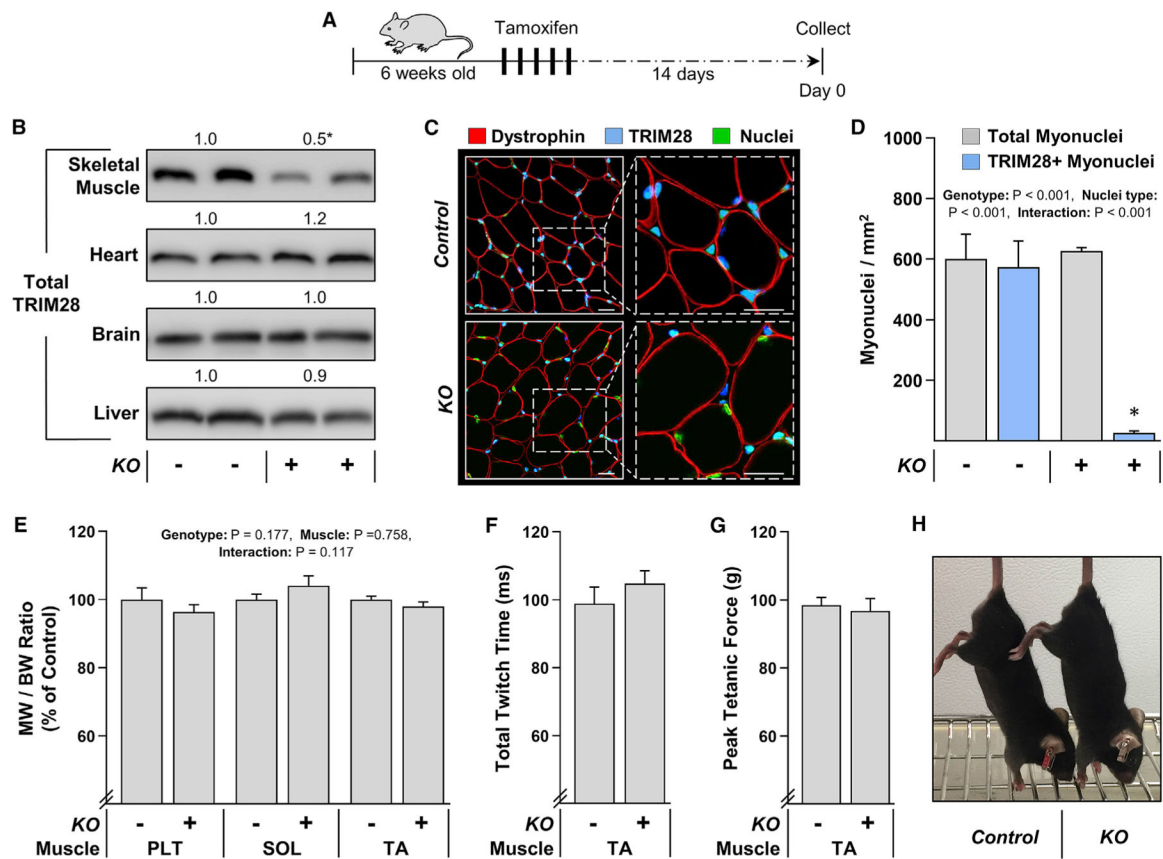 A
Tamoxifen
Collect
6 weeks old
14 days
Day 0
B
1.0 0.5*
Skeletal
Muscle
1.0 1.2
Heart
Total
TRIM28
1.0 1.0
Brain
1.0 0.9
Liver
KO - - + +
C
Dystrophin TRIM28 Nuclei
Control
KO
D
Total Myonuclei
TRIM28+ Myonuclei
Genotype: P < 0.001, Nuclei type:
P < 0.001, Interaction: P < 0.001
Myonuclei / mm²
1000
800
600
400
200
*
KO - - + +
E
Genotype: P = 0.177, Muscle: P =0.758,
Interaction: P = 0.117
MW / BW Ratio
(% of Control)
120
100
80
60
KO - + - + - +
Muscle PLT SOL TA
F
Total Twitch Time (ms)
120
100
80
60
KO - +
Muscle TA
G
Peak Tetanic Force (g)
120
100
80
60
KO - +
Muscle TA
H
Control KO